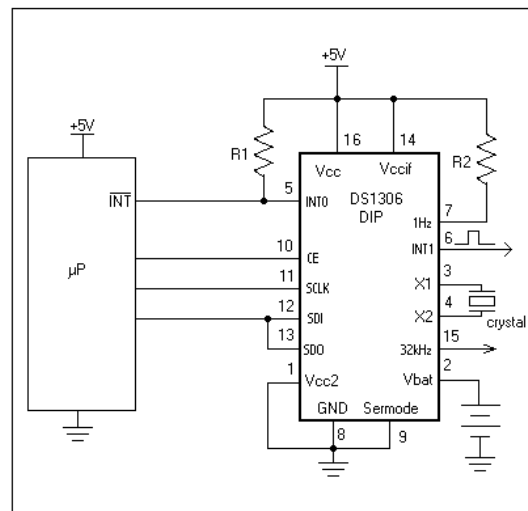 +5V
+5V
16
14
R1
Vcc
Vccif
R2
INT
5
INT0
DS1306
DIP
7
1Hz
6
INT1
µP
10
CE
3
X1
11
SCLK
12
SDI
4
X2
crystal
13
SDO
15
32kHz
1
Vcc2
2
Vbat
GND
Sermode
8
9